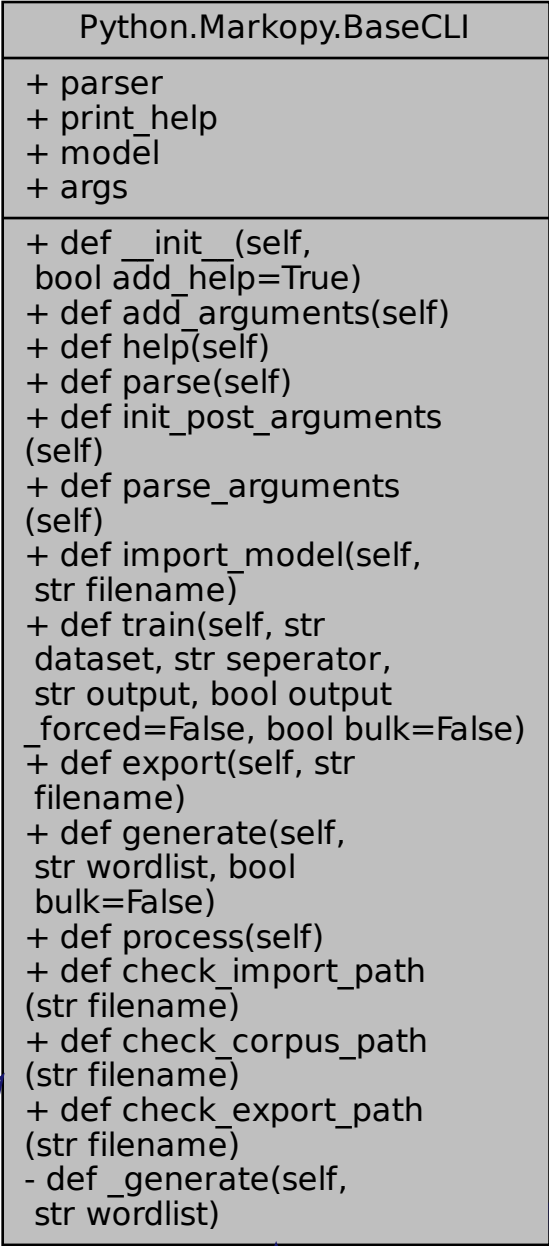 Python.Markopy.BaseCLI
+ parser
+ print_help
+ model
+ args
+ def __init__(self,
bool add_help=True)
+ def add_arguments(self)
+ def help(self)
+ def parse(self)
+ def init_post_arguments
(self)
+ def parse_arguments
(self)
+ def import_model(self,
str filename)
+ def train(self, str
dataset, str seperator,
str output, bool output
_forced=False, bool bulk=False)
+ def export(self, str
filename)
+ def generate(self,
str wordlist, bool
bulk=False)
+ def process(self)
+ def check_import_path
(str filename)
+ def check_corpus_path
(str filename)
+ def check_export_path
(str filename)
- def _generate(self,
str wordlist)